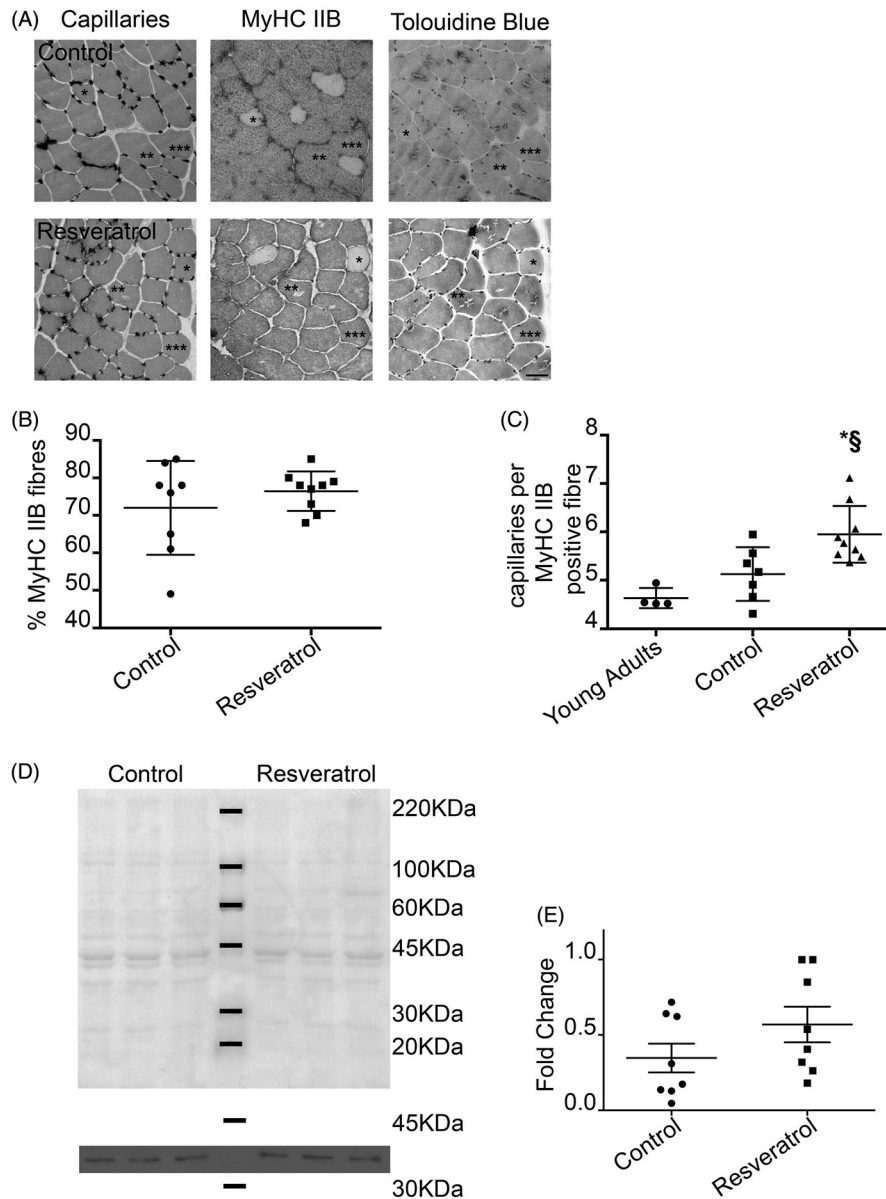 (A) Capillaries MyHC IIB Tolouidine Blue
Control
* * *
** *** ** *** ** ***
Resveratrol
* * *
** ** **
*** *** ***
(B)
% MyHC IIB fibres
90
80
70
60
50
40
Control Resveratrol
(C)
capillaries per
MyHC IIB
positive fibre
8
7
6
5
4
*§
Young Adults Control Resveratrol
(D)
Control Resveratrol
220KDa
100KDa
60KDa
45KDa
30KDa
20KDa
45KDa
30KDa
(E)
Fold Change
1.0
0.5
0.0
Control Resveratrol